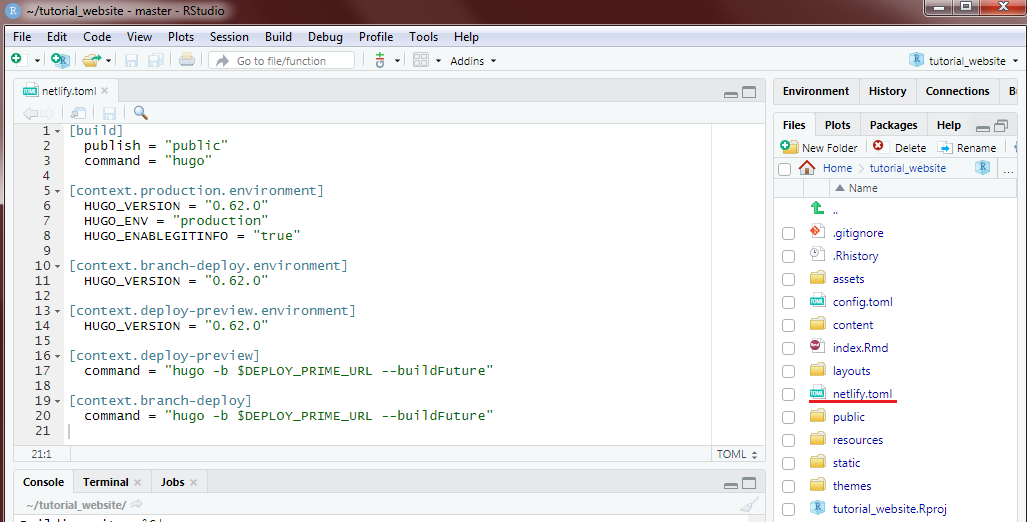 ~/tutorial_website - master - RStudio
File Edit Code View Plots Session Build Debug Profile Tools Help
Go to file/function Addins tutorial_website
netlify.toml
1 [build]
2 publish = "public"
3 command = "hugo"
4
5 [context.production.environment]
6 HUGO_VERSION = "0.62.0"
7 HUGO_ENV = "production"
8 HUGO_ENABLEGITINFO = "true"
9
10 [context.branch-deploy.environment]
11 HUGO_VERSION = "0.62.0"
12
13 [context.deploy-preview.environment]
14 HUGO_VERSION = "0.62.0"
15
16 [context.deploy-preview]
17 command = "hugo -b $DEPLOY_PRIME_URL --buildFuture"
18
19 [context.branch-deploy]
20 command = "hugo -b $DEPLOY_PRIME_URL --buildFuture"
21
21:1 TOML
Console Terminal Jobs
~/tutorial_website/
Environment History Connections
Files Plots Packages Help
New Folder Delete Rename
Home tutorial_website ...
Name
..
.gitignore
.Rhistory
assets
config.toml
content
index.Rmd
layouts
netlify.toml
public
resources
static
themes
tutorial_website.Rproj